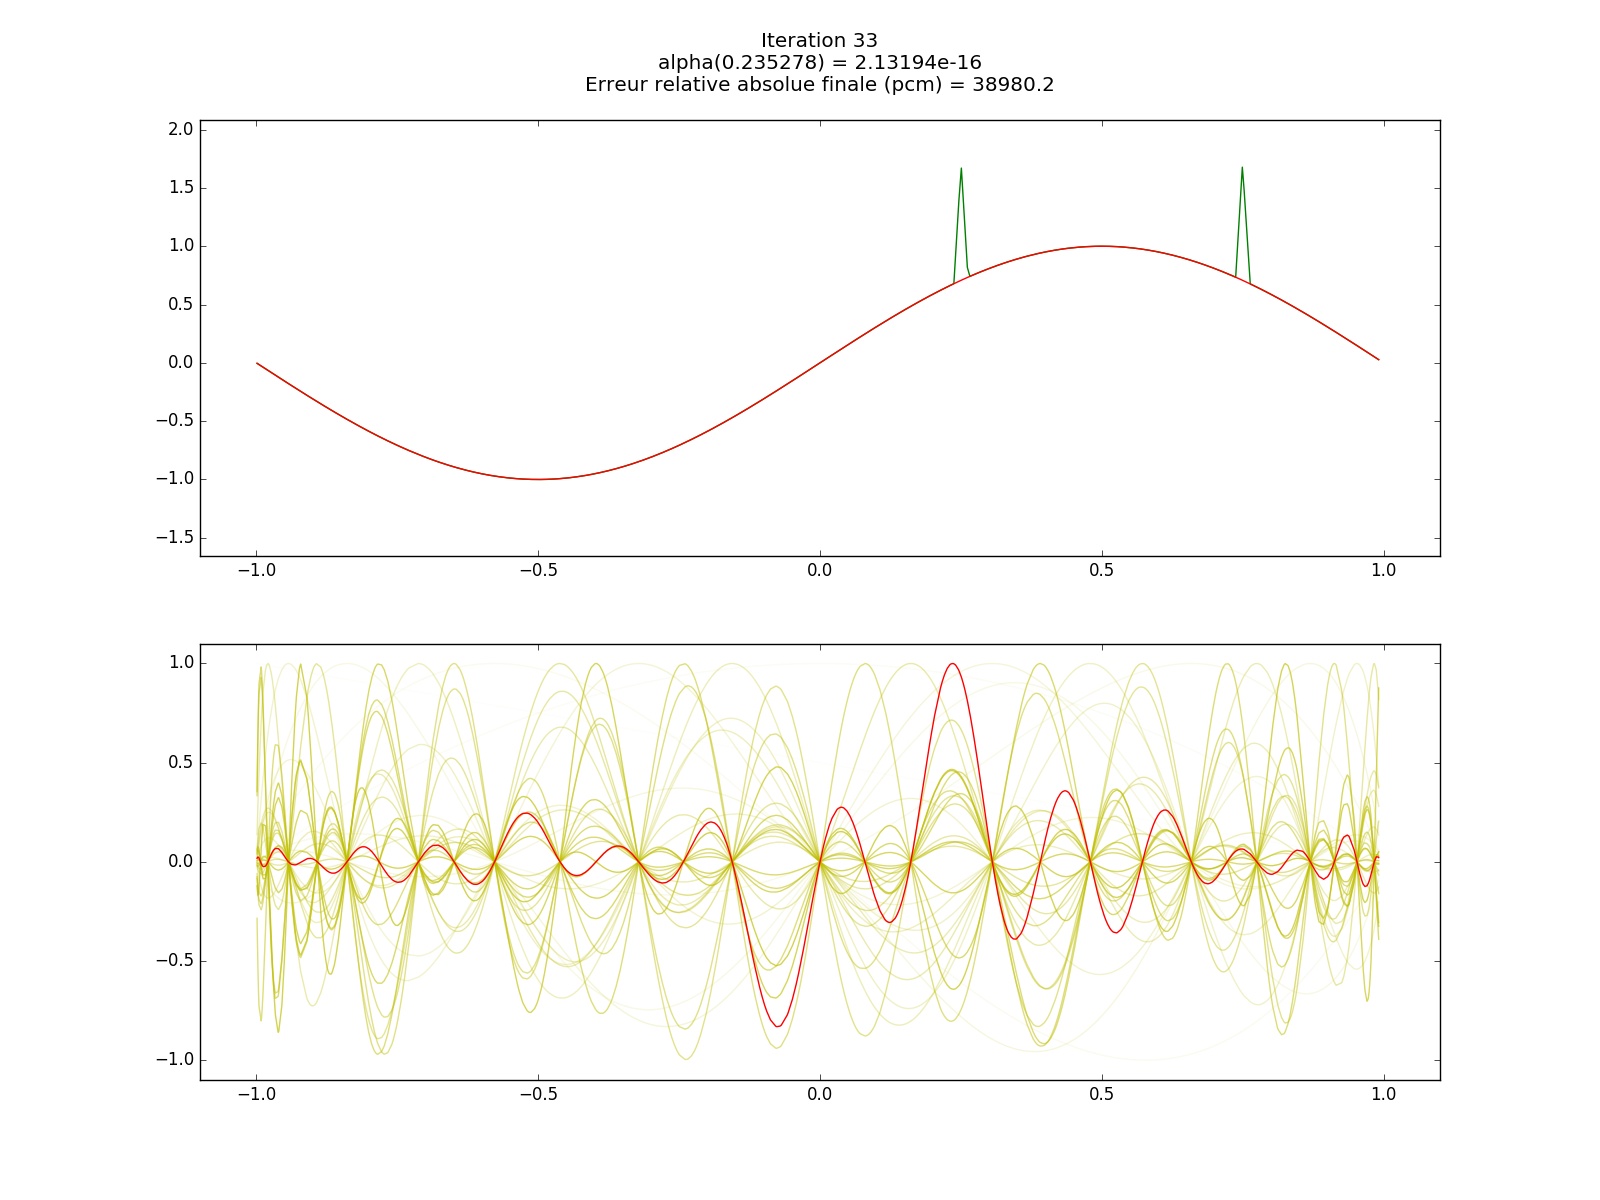 Iteration 33
alpha(0.235278) = 2.13194e-16
Erreur relative absolue finale (pcm) = 38980.2
2.0
1.5
1.0
0.5
0.0
−0.5
−1.0
−1.5
−1.0 −0.5 0.0 0.5 1.0
1.0
0.5
0.0
−0.5
−1.0
−1.0 −0.5 0.0 0.5 1.0